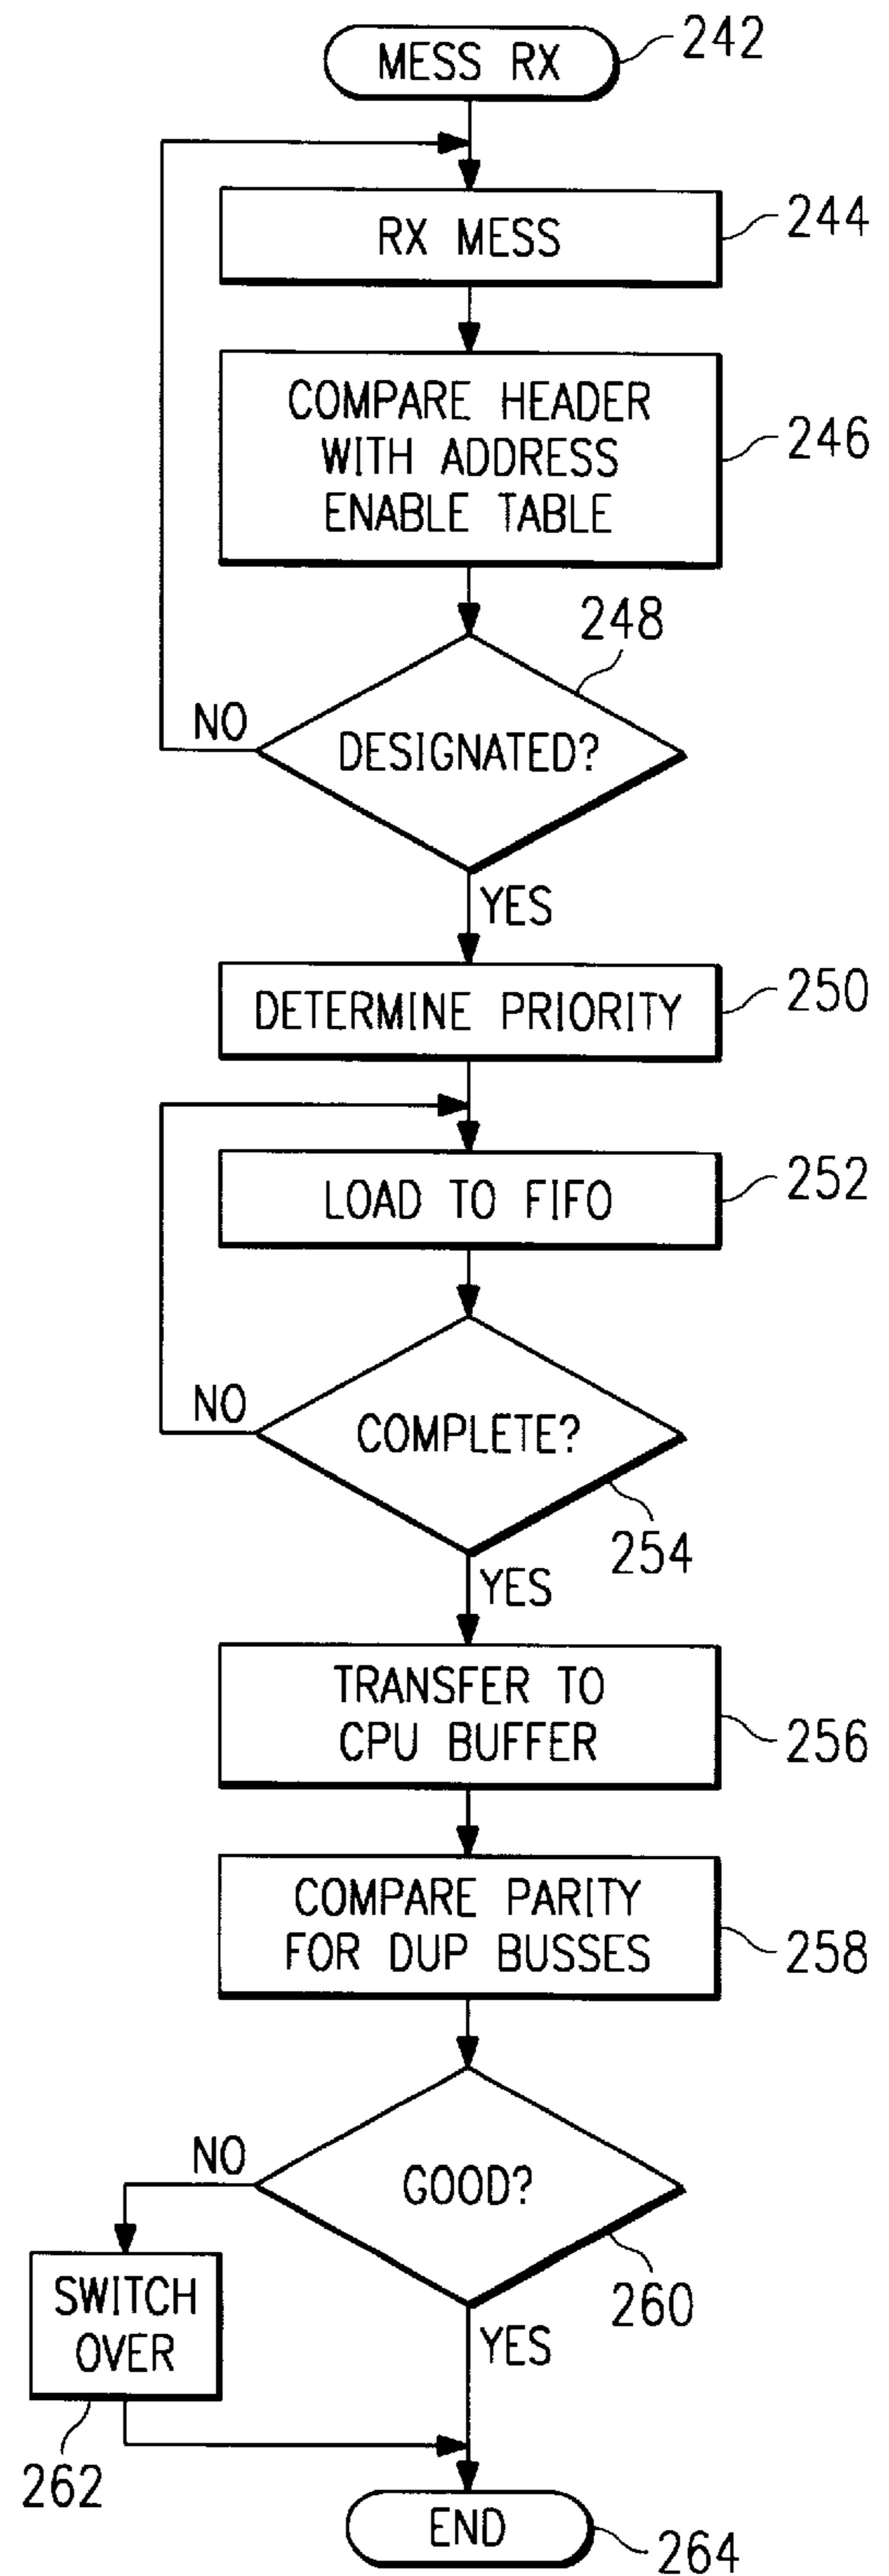 MESS RX
242
RX MESS
244
COMPARE HEADER
WITH ADDRESS
ENABLE TABLE
246
248
DESIGNATED?
NO
YES
DETERMINE PRIORITY
250
LOAD TO FIFO
252
COMPLETE?
NO
254
YES
TRANSFER TO
CPU BUFFER
256
COMPARE PARITY
FOR DUP BUSSES
258
NO
GOOD?
260
SWITCH
OVER
262
YES
END
264